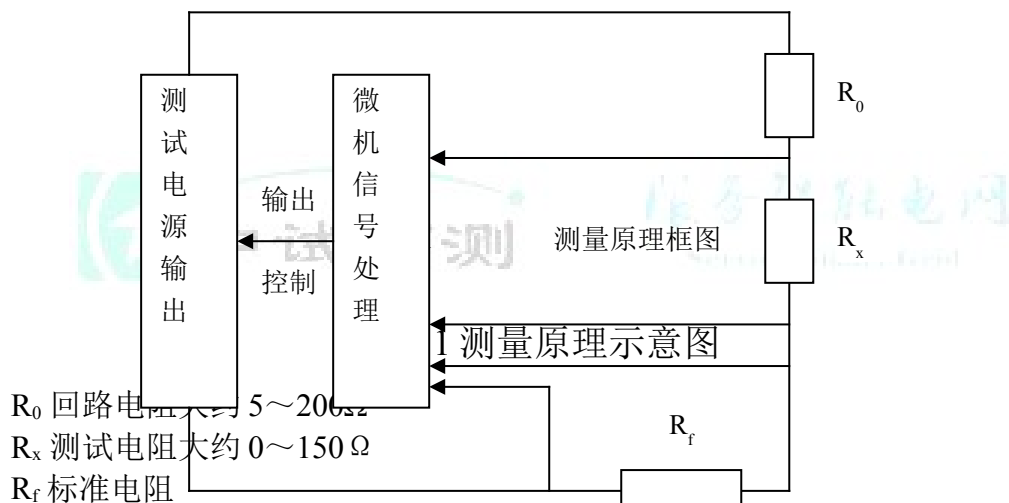 R₀
测试电源输出
微机信号处理
输出
控制
测量原理框图
Rₓ
1 测量原理示意图
R₀ 回路电阻大约 5～200Ω
Rₓ 测试电阻大约 0～150Ω
R_f
R_f 标准电阻